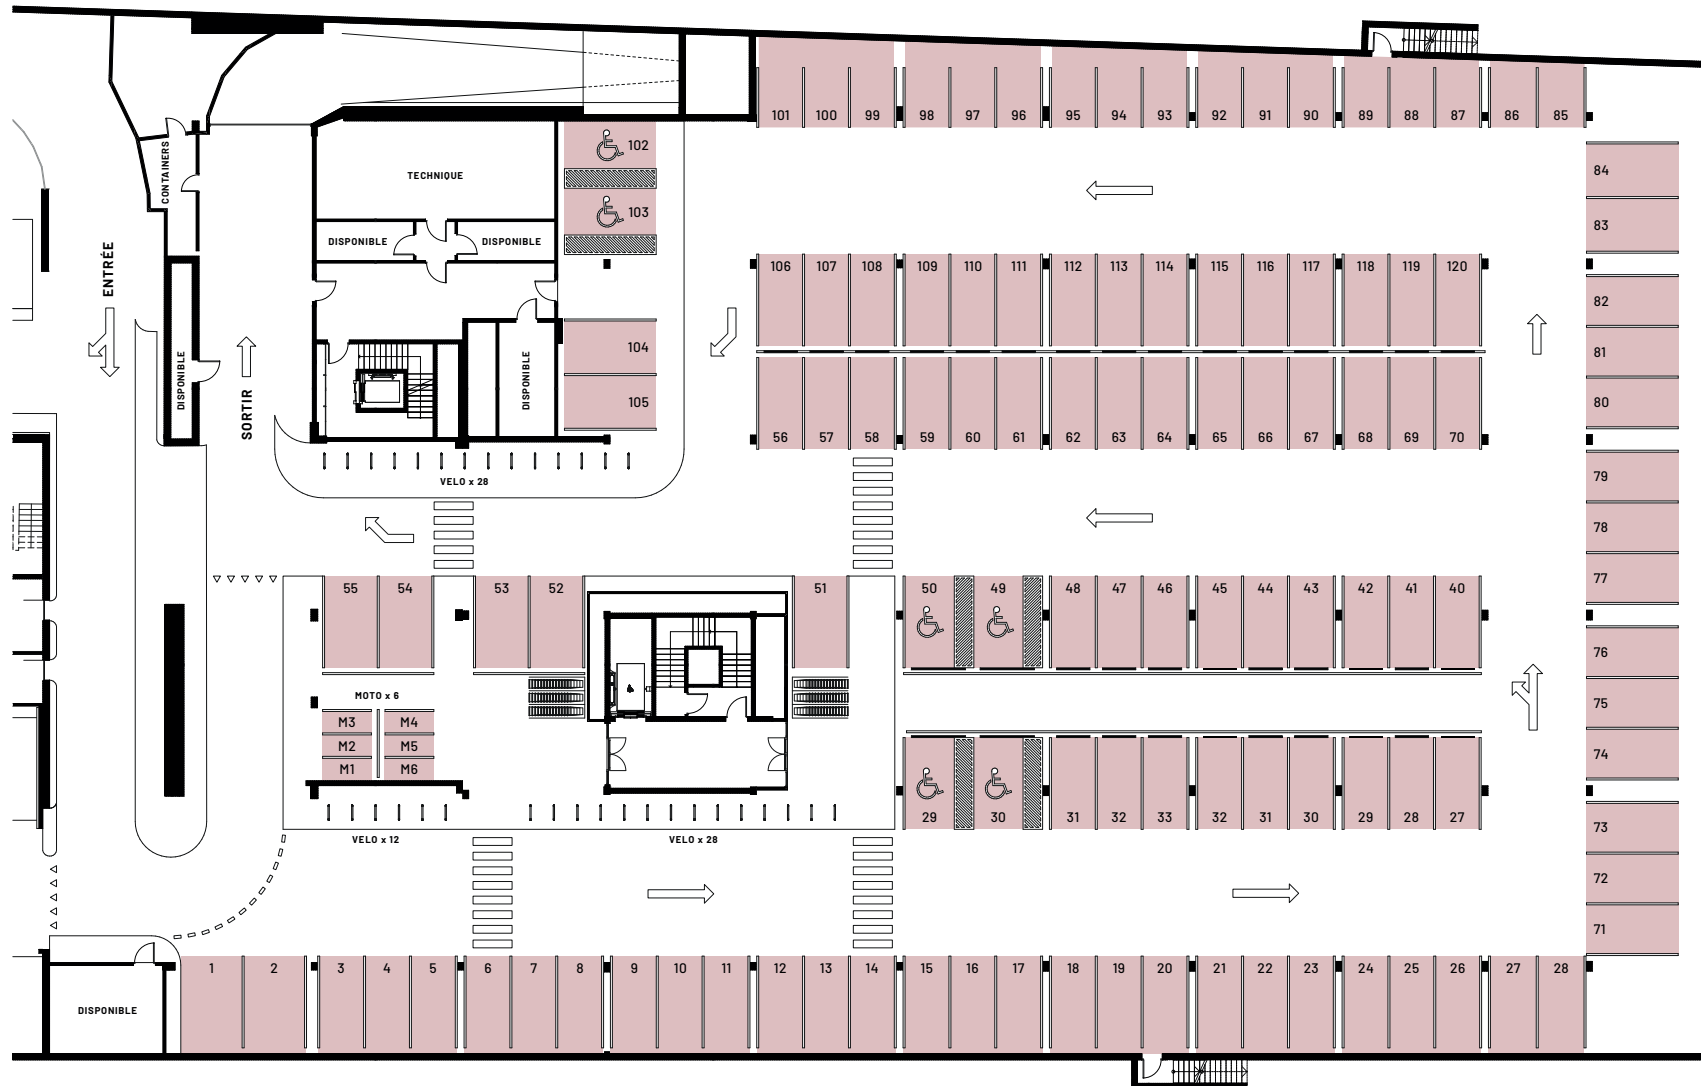 101 100 99 98 97 96 95 94 93 92 91 90 89 88 87 86 85
CONTAINERS
TECHNIQUE
102
103
84
83
DISPONIBLE DISPONIBLE
ENTRÉE
106 107 108 109 110 111 112 113 114 115 116 117 118 119 120
82
81
80
104
105
DISPONIBLE
SORTIR
DISPONIBLE
56 57 58 59 60 61 62 63 64 65 66 67 68 69 70
VELO x 28
79
78
77
55 54 53 52 51 50 49 48 47 46 45 44 43 42 41 40
76
75
74
MOTO x 6
M3 M4
M2 M5
M1 M6
29 30 31 32 33 32 31 30 29 28 27
VELO x 12 VELO x 28
73
72
71
1 2 3 4 5 6 7 8 9 10 11 12 13 14 15 16 17 18 19 20 21 22 23 24 25 26 27 28
DISPONIBLE